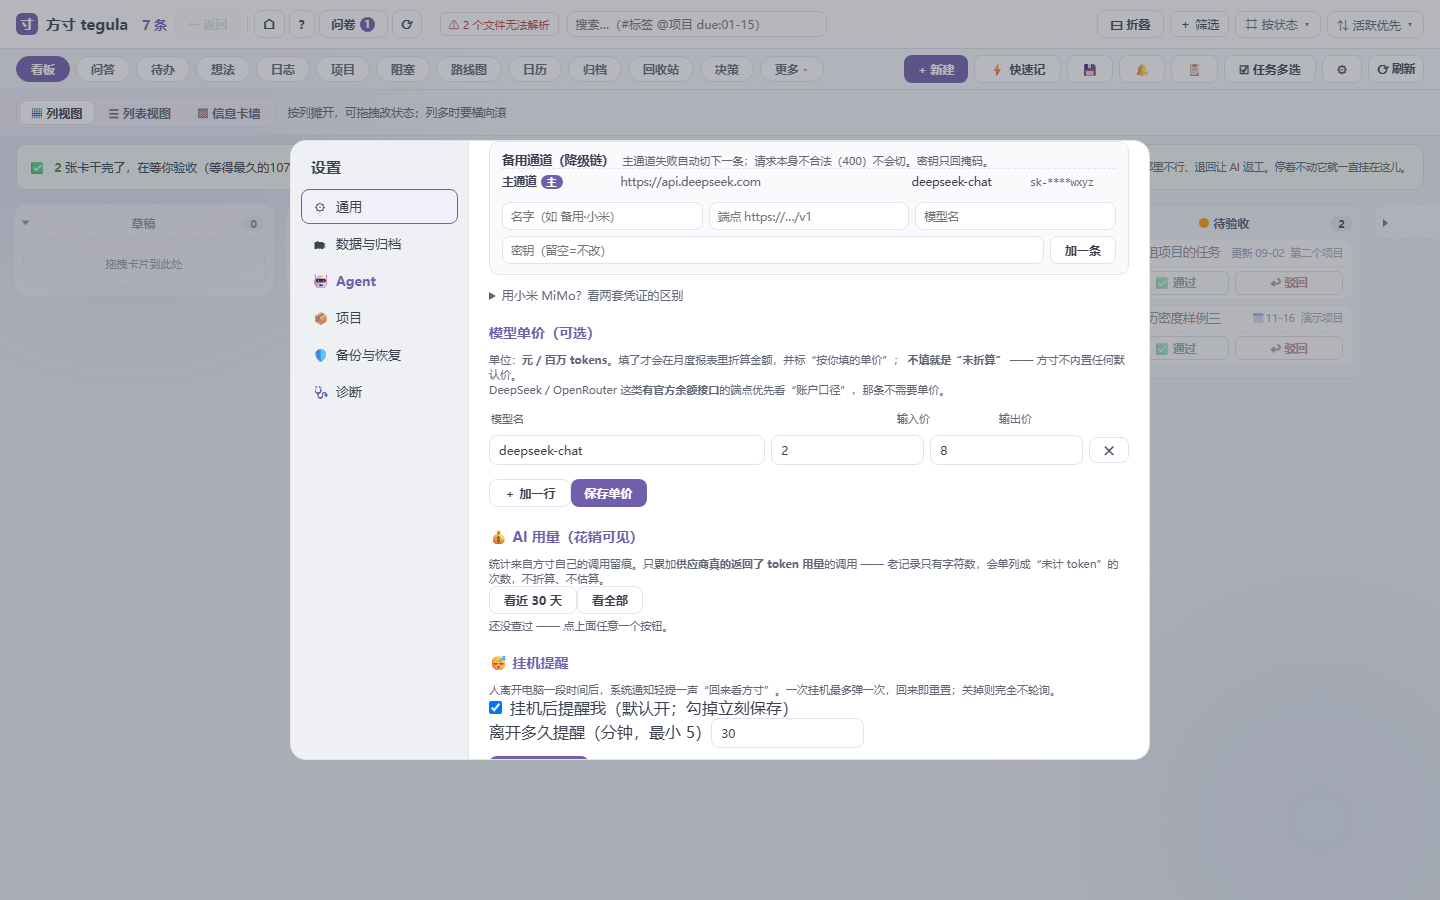 寸 方寸 tegula 7 条 ← 返回 ? 问卷 1 ⚠ 2 个文件无法解析 搜索... (#标签 @项目 due:01-15) 折叠 + 筛选 按状态 活跃优先
看板 问答 待办 想法 日志 项目 阻塞 路线图 日历 归档 回收站 决策 更多 + 新建 快速记 任务多选 刷新
列视图 列表视图 信息卡墙 按列摊开，可拖拽改状态；列多时要横向滚
2 张卡干完了，在等你验收（等得最久的107
里不行、退回让 AI 返工。停着不动它就一直挂在这儿。
草稿 0
拖拽卡片到此处
待验收 2
组项目的任务 更新 09-02 第二个项目
通过 驳回
历密度样例三 11-16 演示项目
通过 驳回
设置
通用
数据与归档
Agent
项目
备份与恢复
诊断
备用通道（降级链） 主通道失败自动切下一条；请求本身不合法（400）不会切。密钥只回掩码。
主通道 主 https://api.deepseek.com deepseek-chat sk-****wxyz
名字（如 备用·小米） 端点 https://.../v1 模型名
密钥（留空=不改） 加一条
用小米 MiMo？看两套凭证的区别
模型单价（可选）
单位：元 / 百万 tokens。填了才会在月度报表里折算金额，并标“按你填的单价”；不填就是“未折算” —— 方寸不内置任何默
认价。
DeepSeek / OpenRouter 这类有官方余额接口的端点优先看“账户口径”，那条不需要单价。
模型名 输入价 输出价
deepseek-chat 2 8 ×
+ 加一行 保存单价
AI 用量（花销可见）
统计来自方寸自己的调用留痕。只累加供应商真的返回了 token 用量的调用 —— 老记录只有字符数，会单列成“未计 token”的
次数，不折算、不估算。
看近 30 天 看全部
还没查过 —— 点上面任意一个按钮。
挂机提醒
人离开电脑一段时间后，系统通知轻提一声“回来看方寸”。一次挂机最多弹一次，回来即重置；关掉则完全不轮询。
挂机后提醒我（默认开；勾掉立刻保存）
离开多久提醒（分钟，最小 5） 30